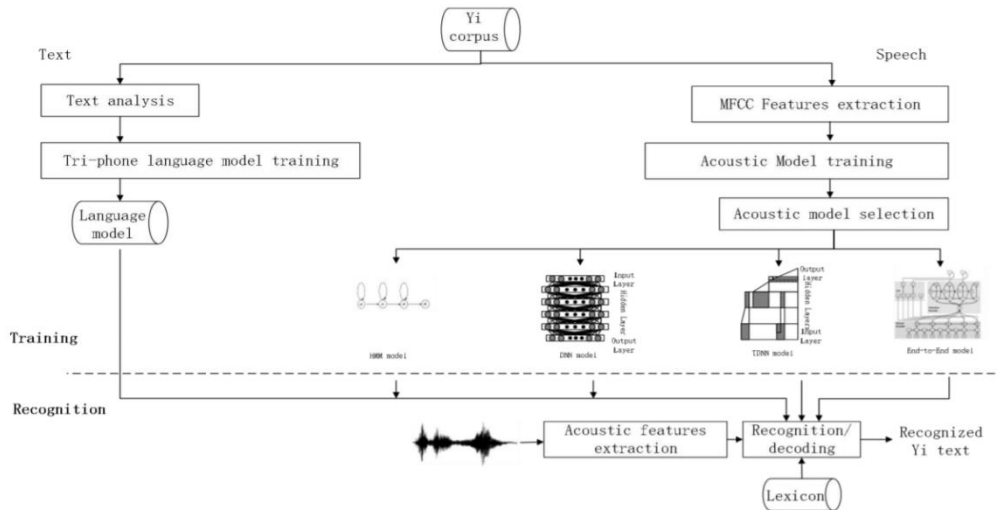 Yi
corpus
Text
Speech
Text analysis
MFCC Features extraction
Tri-phone language model training
Acoustic Model training
Language
model
Acoustic model selection
Input
Layer
Hidden Layer
Output
Layer
Output
Layer
Hidden Layers
Input
Layer
Training
HMM model
DNN model
TDNN model
End-to-End model
Recognition
Acoustic features
extraction
Recognition/
decoding
Recognized
Yi text
Lexicon